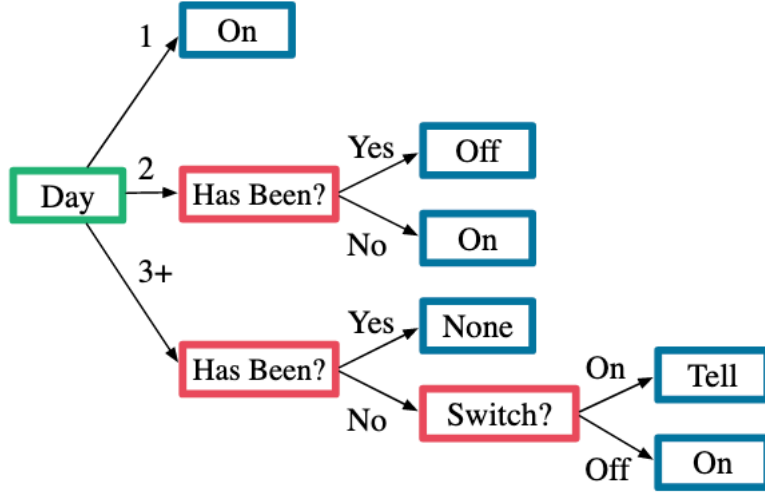 1
On
Day
2
Has Been?
Yes
Off
No
On
3+
Has Been?
Yes
None
No
Switch?
On
Tell
Off
On